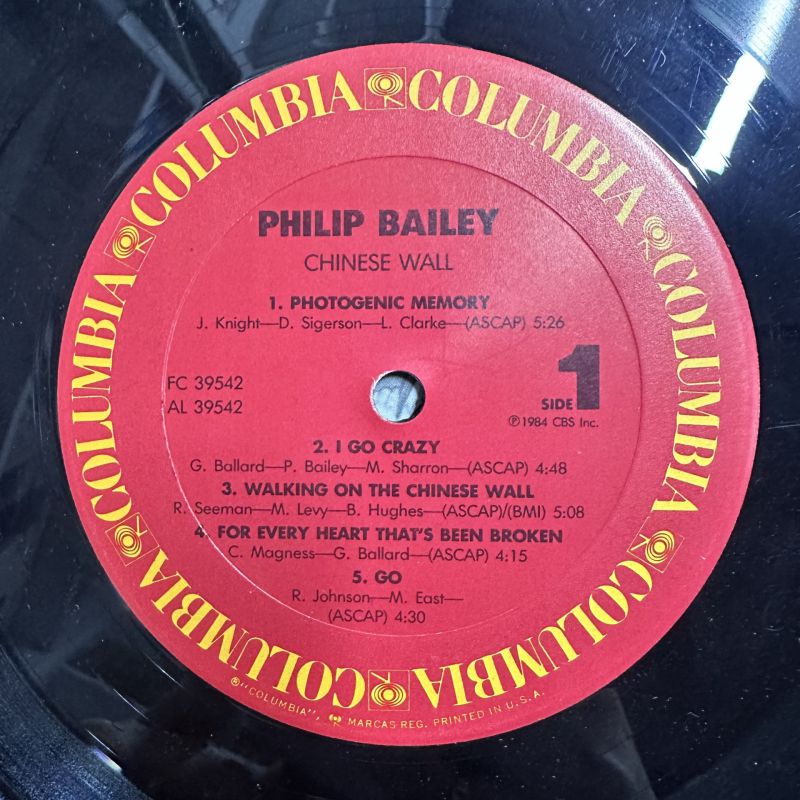 COLUMBIA COLUMBIA COLUMBIA COLUMBIA COLUMBIA COLUMBIA COLUMBIA
PHILIP BAILEY
CHINESE WALL
1. PHOTOGENIC MEMORY
J. Knight—D. Sigerson—L. Clarke—(ASCAP) 5:26
FC 39542
AL 39542
SIDE 1
℗1984 CBS Inc.
2. I GO CRAZY
G. Ballard—P. Bailey—M. Sharron—(ASCAP) 4:48
3. WALKING ON THE CHINESE WALL
R. Seeman—M. Levy—B. Hughes—(ASCAP)/(BMI) 5:08
4. FOR EVERY HEART THAT'S BEEN BROKEN
C. Magness—G. Ballard—(ASCAP) 4:15
5. GO
R. Johnson—M. East—
(ASCAP) 4:30
®"COLUMBIA", MARCAS REG. PRINTED IN U.S.A.